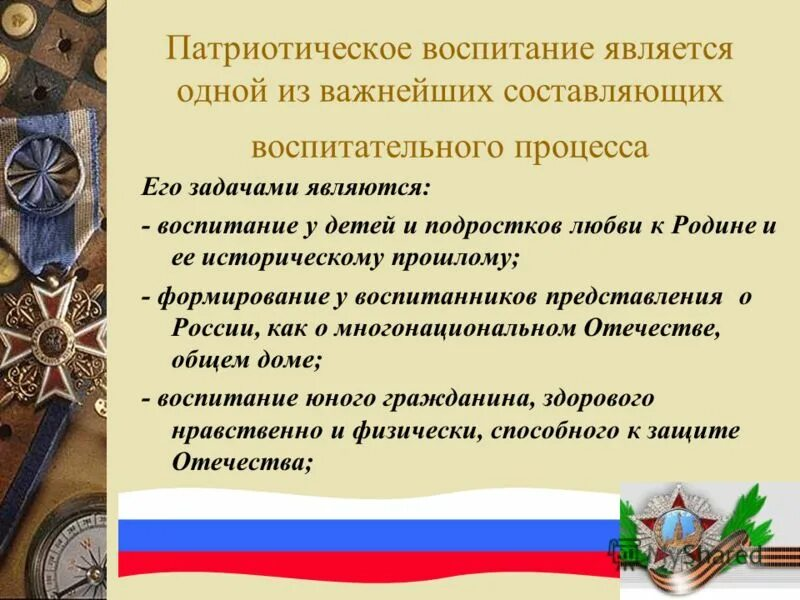 Патриотическое воспитание является
одной из важнейших составляющих
воспитательного процесса
Его задачами являются:
- воспитание у детей и подростков любви к Родине и
ее историческому прошлому;
- формирование у воспитанников представления о
России, как о многонациональном Отечестве,
общем доме;
- воспитание юного гражданина, здорового
нравственно и физически, способного к защите
Отечества;
MyShared